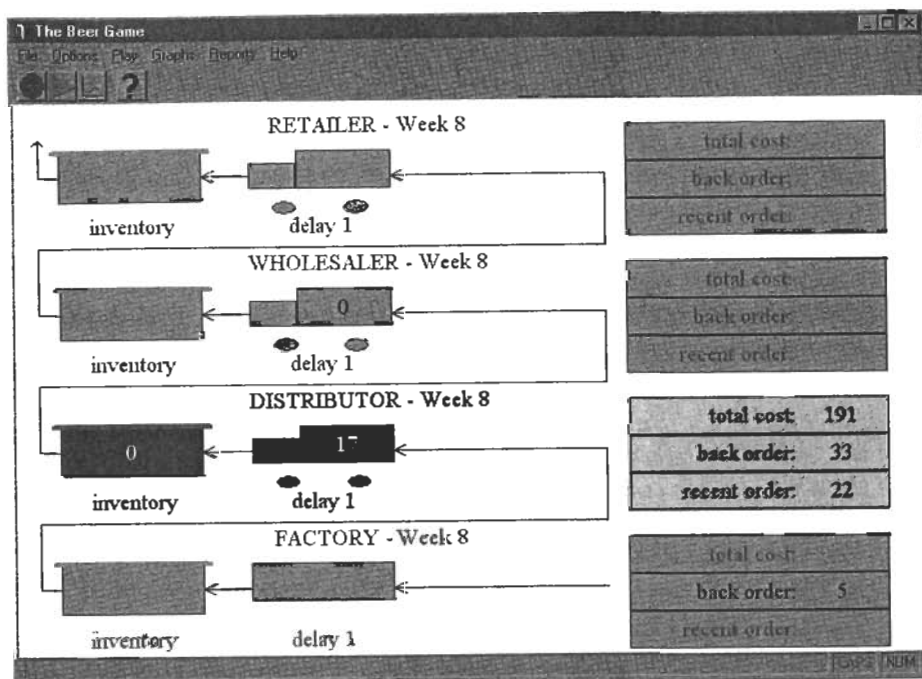 The Beer Game
File Options Play Graphs Reports Help
?
RETAILER - Week 8
total cost:
back order:
recent order:
inventory
delay 1
WHOLESALER - Week 8
total cost:
back order:
recent order:
0
inventory
delay 1
DISTRIBUTOR - Week 8
total cost: 191
back order: 33
recent order: 22
0
17
inventory
delay 1
FACTORY - Week 8
total cost:
back order: 5
recent order:
inventory
delay 1
CAPS NUM